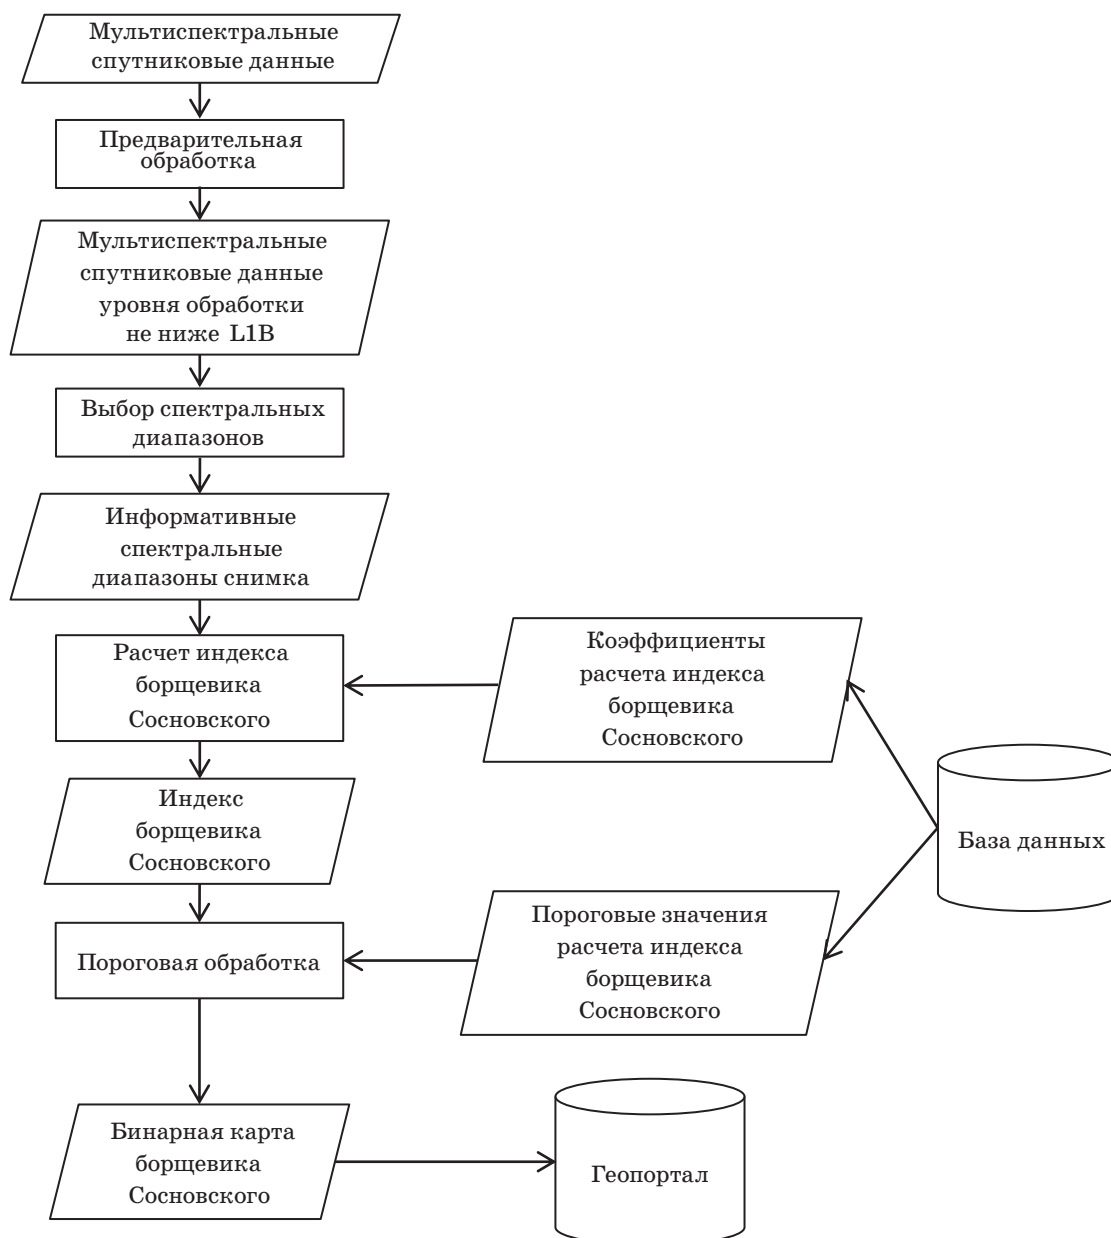 Мультиспектральные
спутниковые данные
Предварительная
обработка
Мультиспектральные
спутниковые данные
уровня обработки
не ниже L1B
Выбор спектральных
диапазонов
Информативные
спектральные
диапазоны снимка
Расчет индекса
борщевика
Сосновского
Коэффициенты
расчета индекса
борщевика
Сосновского
Индекс
борщевика
Сосновского
База данных
Пороговая обработка
Пороговые значения
расчета индекса
борщевика
Сосновского
Бинарная карта
борщевика
Сосновского
Геопортал